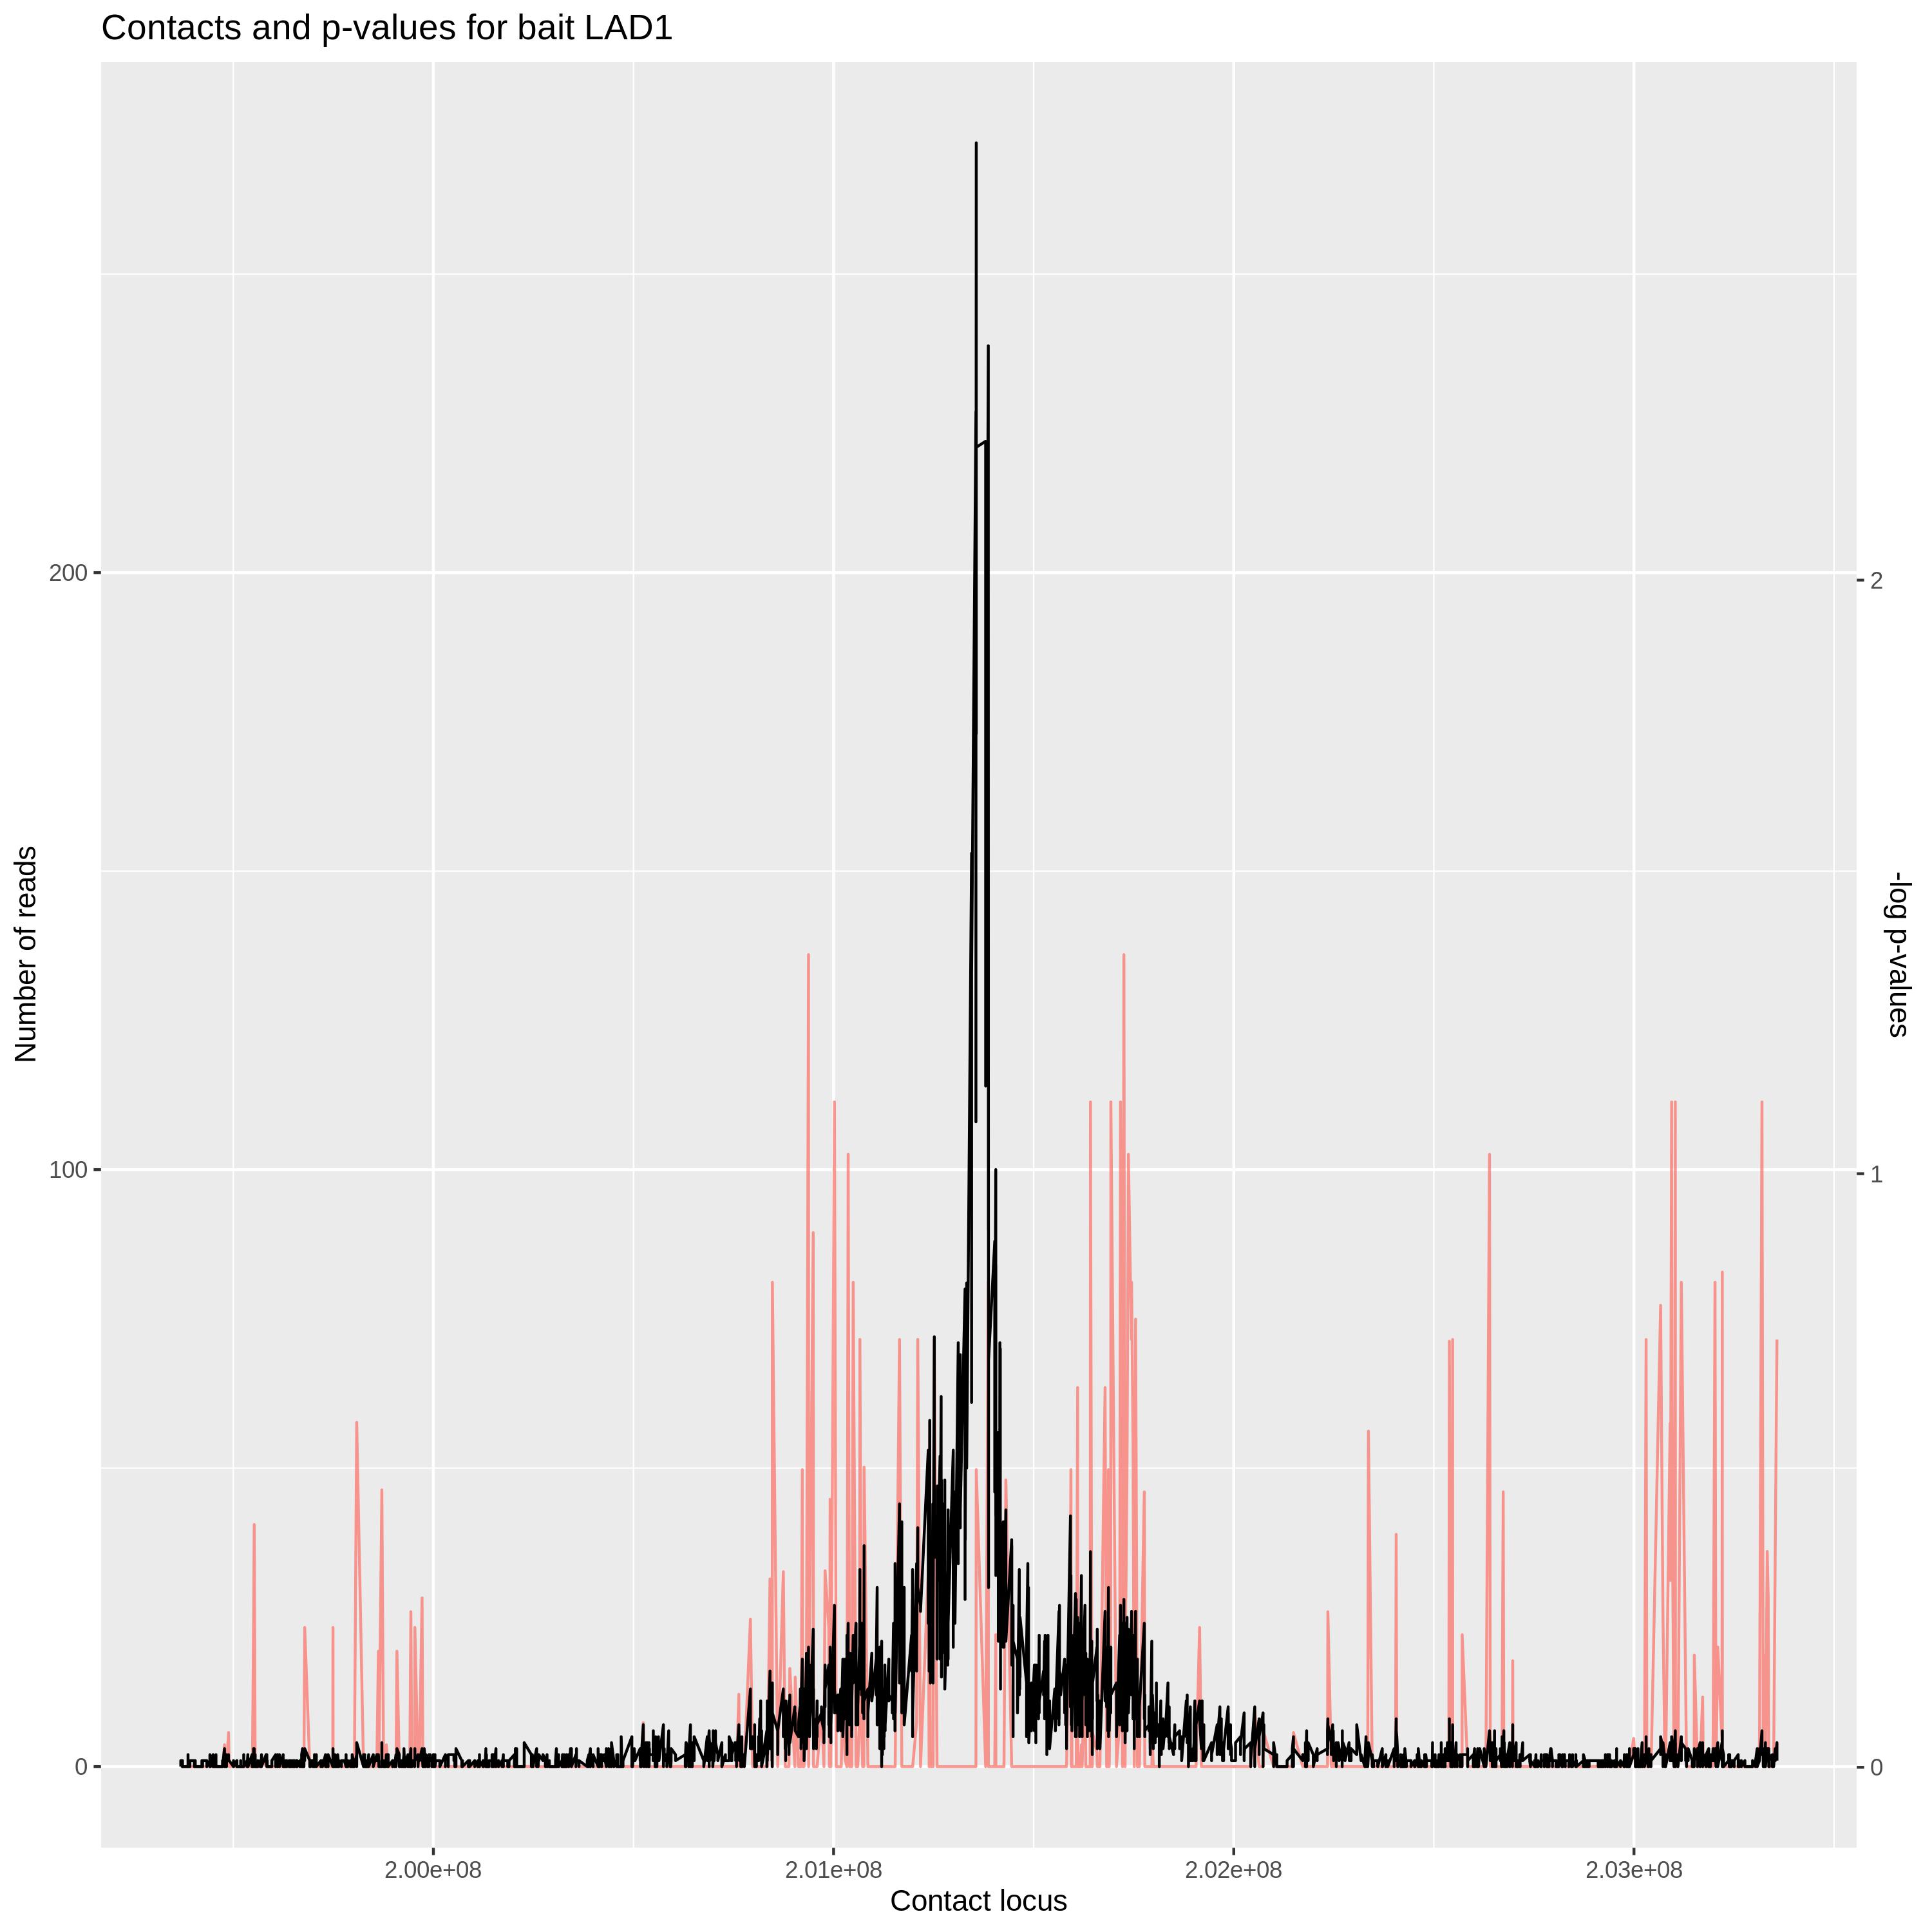 Contacts and p-values for bait LAD1
Number of reads
200
100
0
2
1
0
-log p-values
2.00e+08
2.01e+08
2.02e+08
2.03e+08
Contact locus